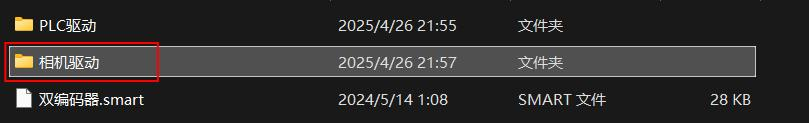 PLC驱动 2025/4/26 21:55 文件夹
相机驱动 2025/4/26 21:57 文件夹
双编码器.smart 2024/5/14 1:08 SMART 文件 28 KB